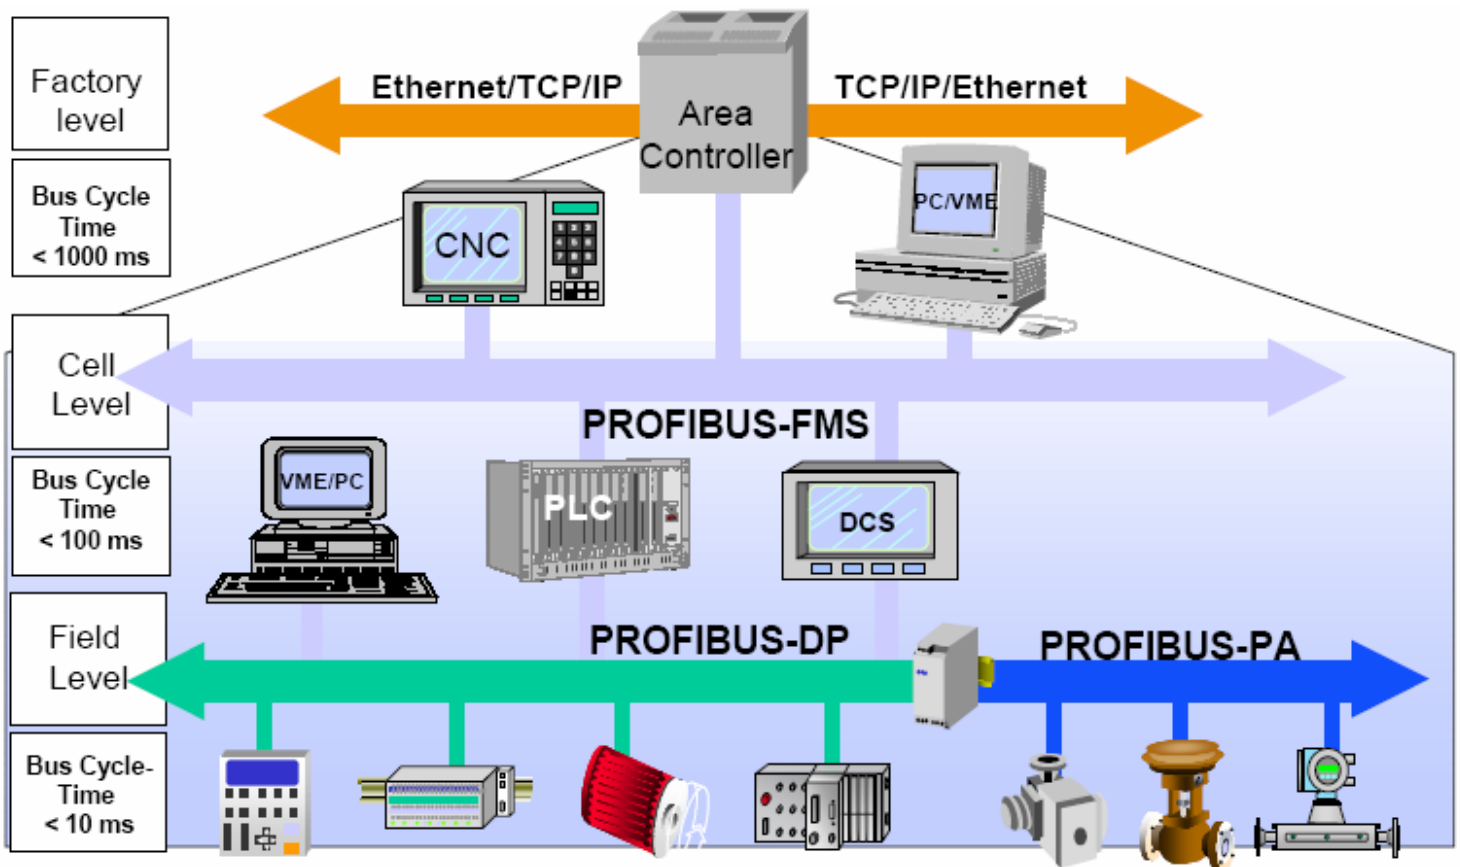 Factory
level
Ethernet/TCP/IP
TCP/IP/Ethernet
Area
Controller
Bus Cycle
Time
< 1000 ms
CNC
PC/VME
Cell
Level
PROFIBUS-FMS
Bus Cycle
Time
< 100 ms
VME/PC
PLC
DCS
Field
Level
PROFIBUS-DP
PROFIBUS-PA
Bus Cycle-
Time
< 10 ms